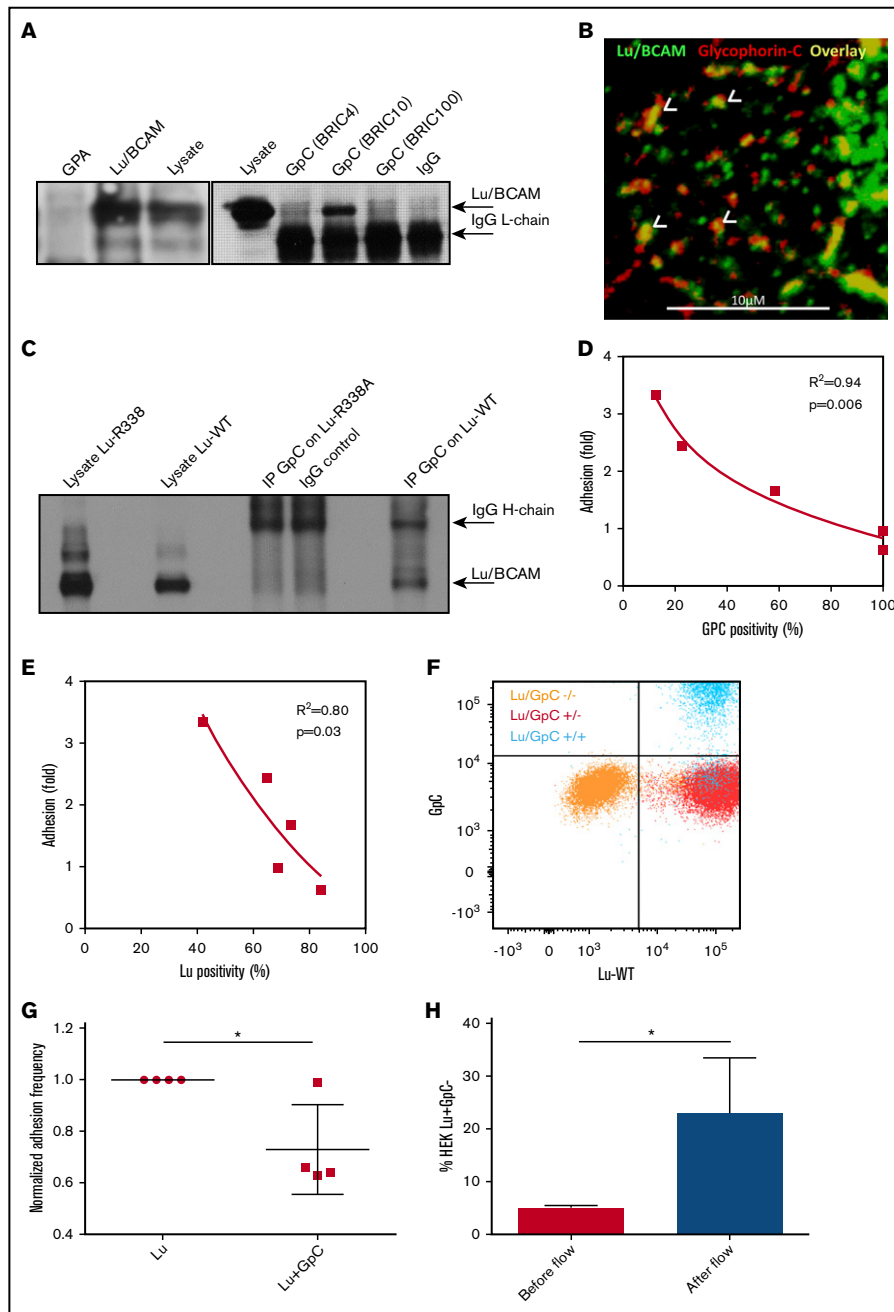 A
GPA
Lu/BCAM
Lysate
Lysate
GpC (BRIC4)
GpC (BRIC10)
GpC (BRIC100)
IgG
Lu/BCAM
IgG L-chain
B
Lu/BCAM Glycophorin-C Overlay
10µM
C
Lysate Lu-R338
Lysate Lu-WT
IP GpC on Lu-R338A
IgG control
IP GpC on Lu-WT
IgG H-chain
Lu/BCAM
D
R²=0.94
p=0.006
4
3
2
1
0
Adhesion (fold)
0 20 40 60 80 100
GPC positivity (%)
E
R²=0.80
p=0.03
4
3
2
1
0
Adhesion (fold)
0 20 40 60 80 100
Lu positivity (%)
F
Lu/GpC -/-
Lu/GpC +/-
Lu/GpC +/+
10⁵
10⁴
10³
0
-10³
GpC
-10³ 0 10³ 10⁴ 10⁵
Lu-WT
G
*
1.2
1.0
0.8
0.6
0.4
Normalized adhesion frequency
Lu
Lu+GpC
H
*
40
30
20
10
0
% HEK Lu+GpC-
Before flow
After flow